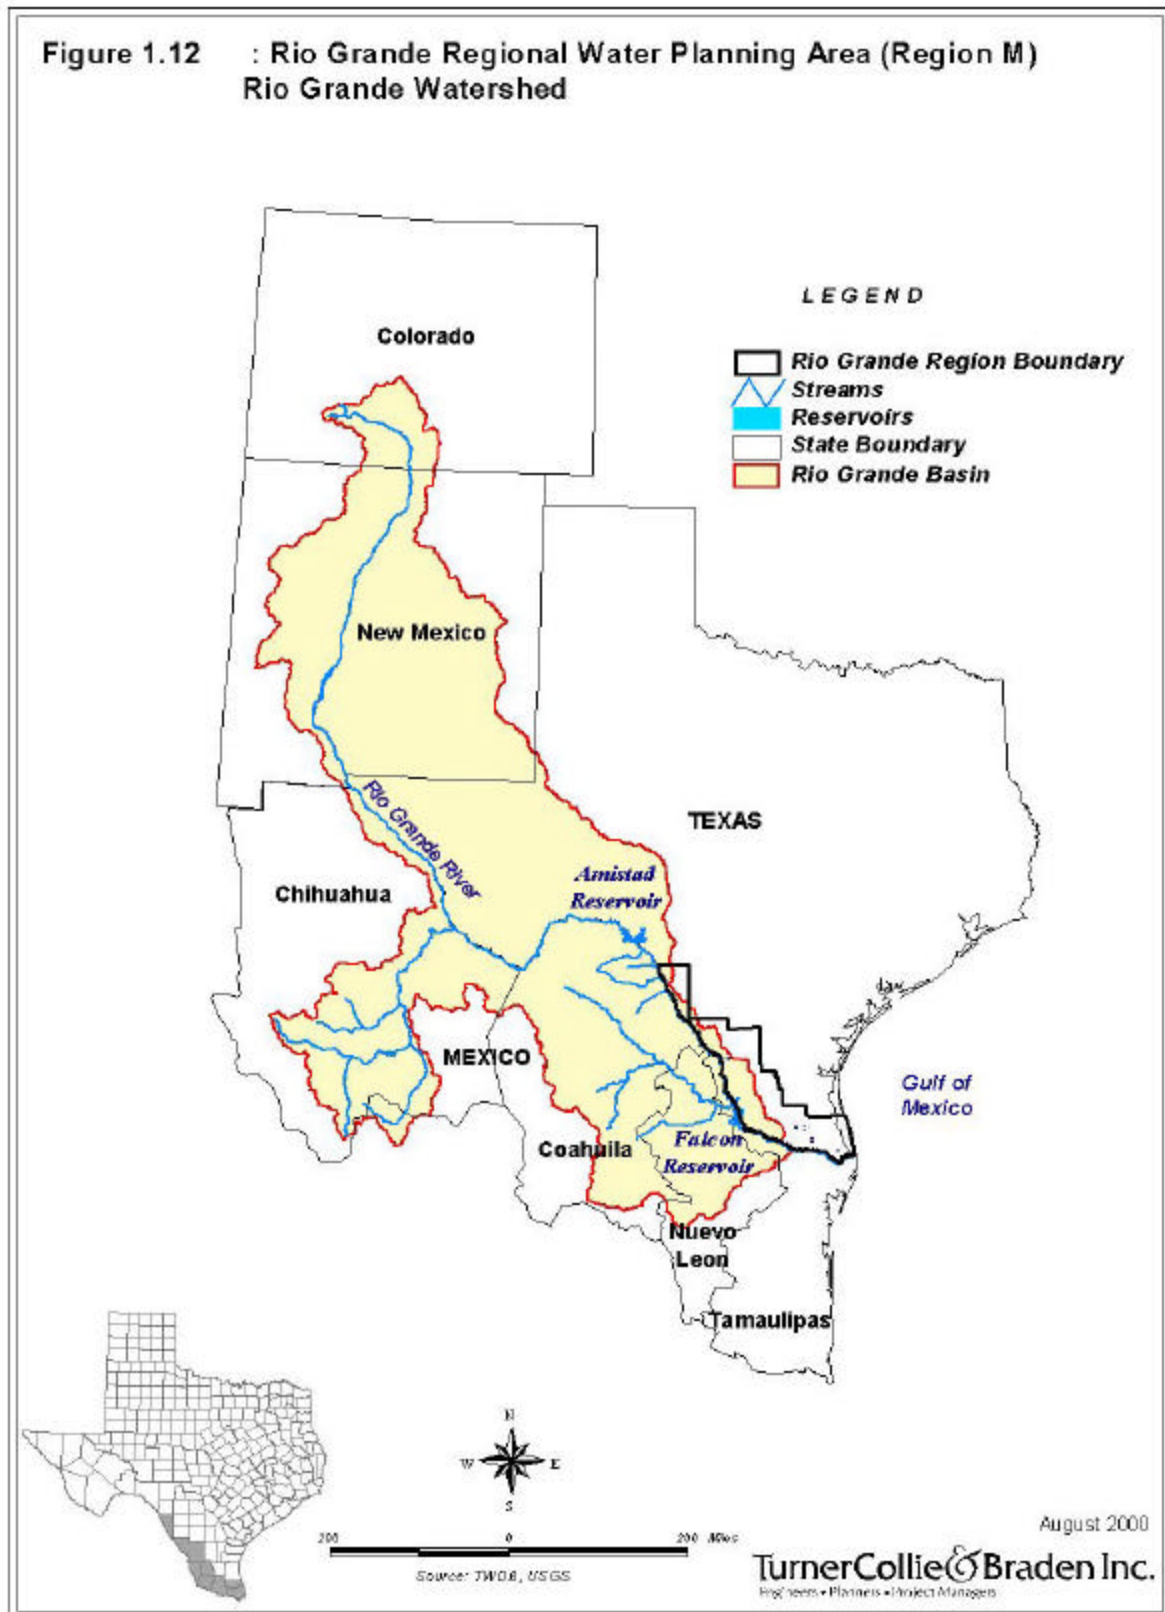 Figure 1.12 : Rio Grande Regional Water Planning Area (Region M)
Rio Grande Watershed
LEGEND
Rio Grande Region Boundary
Streams
Reservoirs
State Boundary
Rio Grande Basin
Colorado
New Mexico
Rio Grande River
TEXAS
Amistad
Reservoir
Chihuahua
MEXICO
Gulf of
Mexico
Coahuila
Falcon
Reservoir
Nuevo
Leon
Tamaulipas
N
W E
S
200 0 200 Miles
Source: TWDB, USGS
August 2000
TurnerCollie&Braden Inc.
Engineers • Planners • Project Managers